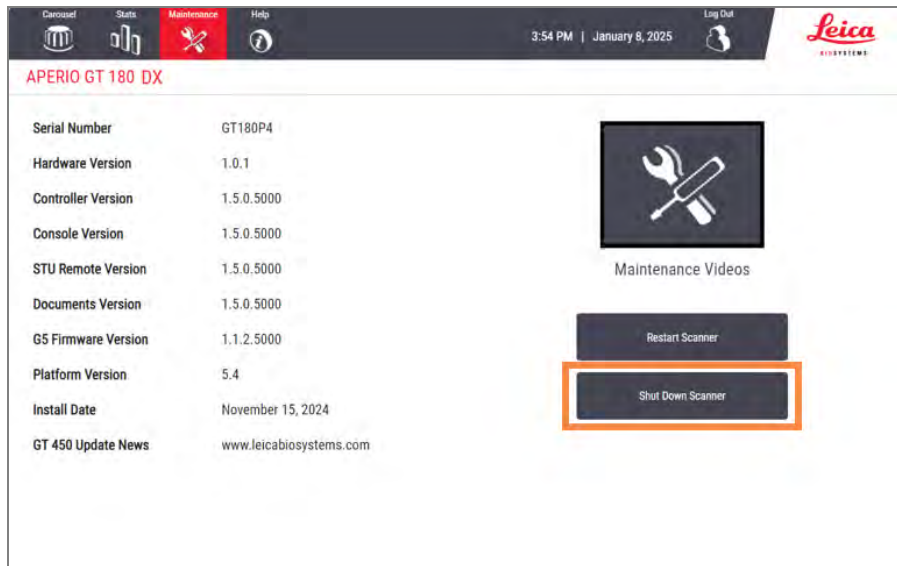 Carousel Stats Maintenance Help
3:54 PM | January 8, 2025
Log Out
Leica
BIOSYSTEMS
APERIO GT 180 DX
Serial Number GT180P4
Hardware Version 1.0.1
Controller Version 1.5.0.5000
Console Version 1.5.0.5000
STU Remote Version 1.5.0.5000
Documents Version 1.5.0.5000
G5 Firmware Version 1.1.2.5000
Platform Version 5.4
Install Date November 15, 2024
GT 450 Update News www.leicabiosystems.com
Maintenance Videos
Restart Scanner
Shut Down Scanner